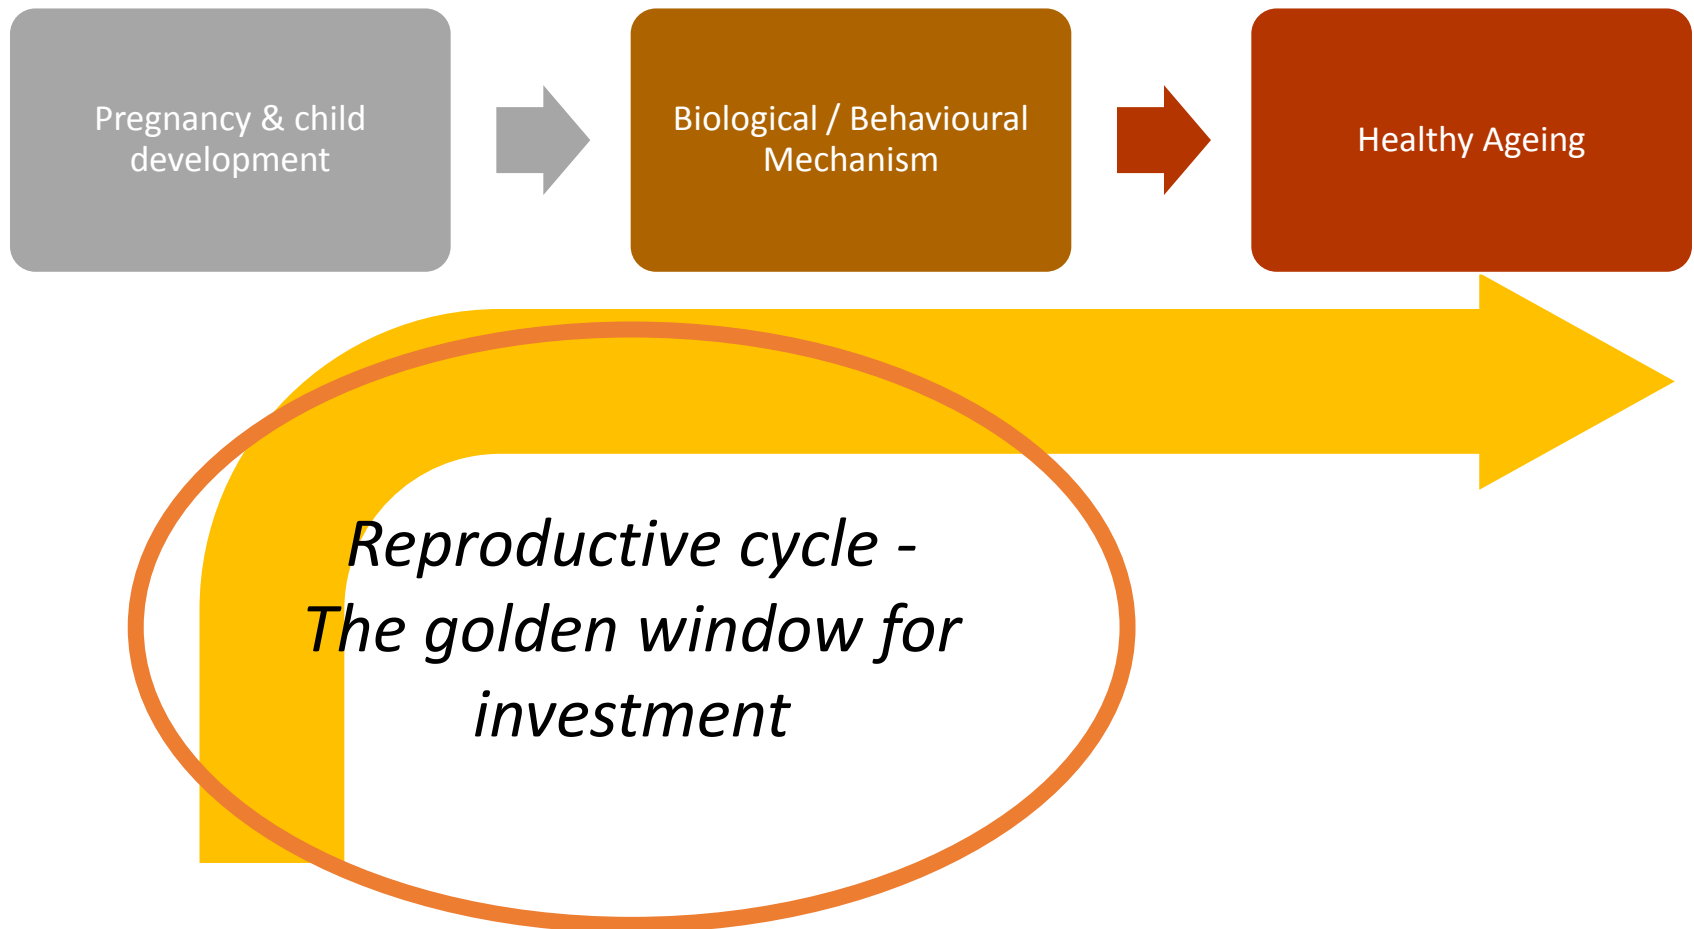 Pregnancy & child
development
Biological / Behavioural
Mechanism
Healthy Ageing
Reproductive cycle -
The golden window for
investment